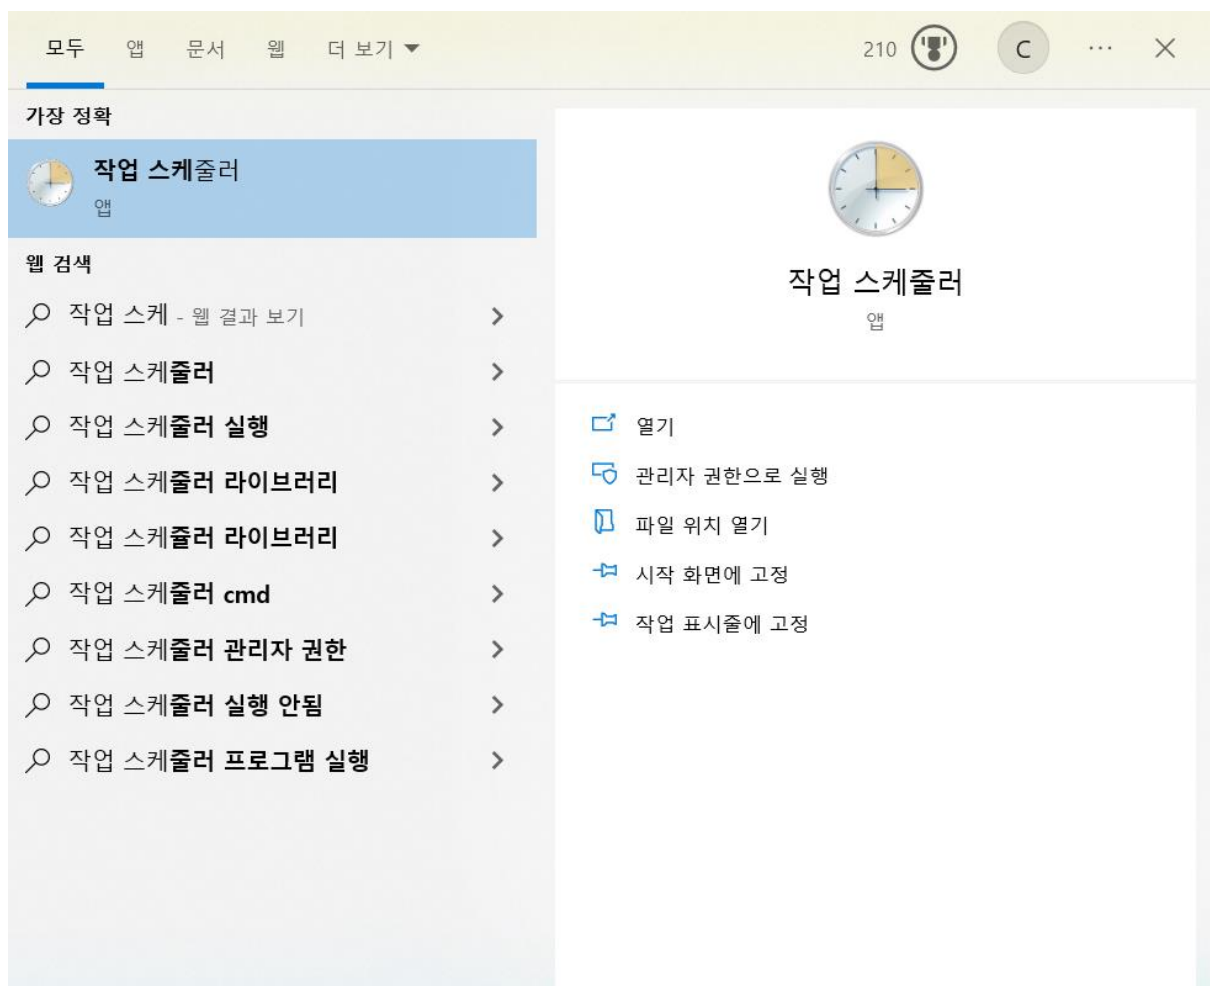 모두 앱 문서 웹 더 보기 210 C ...
가장 정확
작업 스케줄러
앱
웹 검색
작업 스케 - 웹 결과 보기
작업 스케줄러
작업 스케줄러 실행
작업 스케줄러 라이브러리
작업 스케쥴러 라이브러리
작업 스케줄러 cmd
작업 스케줄러 관리자 권한
작업 스케줄러 실행 안됨
작업 스케줄러 프로그램 실행
작업 스케줄러
앱
열기
관리자 권한으로 실행
파일 위치 열기
시작 화면에 고정
작업 표시줄에 고정